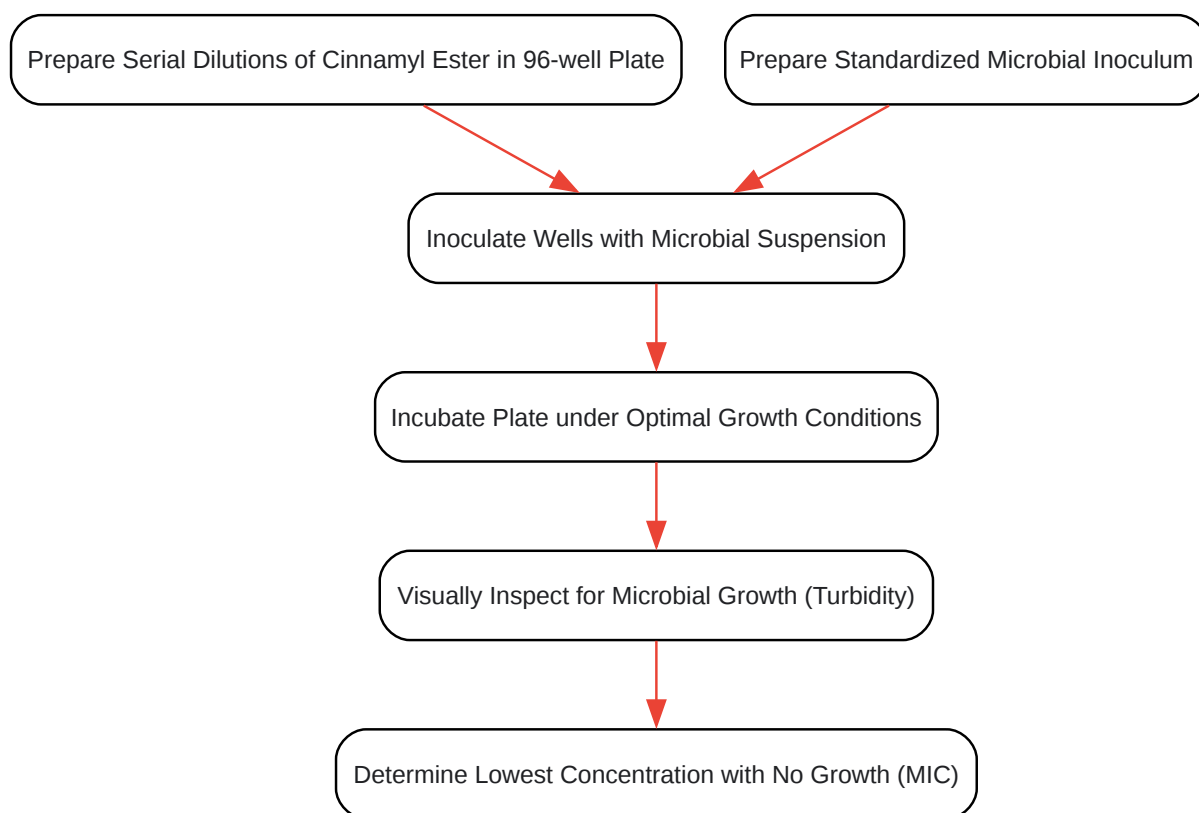 Prepare Serial Dilutions of Cinnamyl Ester in 96-well Plate
Prepare Standardized Microbial Inoculum
Inoculate Wells with Microbial Suspension
Incubate Plate under Optimal Growth Conditions
Visually Inspect for Microbial Growth (Turbidity)
Determine Lowest Concentration with No Growth (MIC)